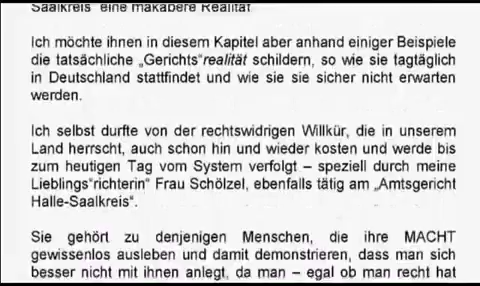 Saalkreis" eine makabere Realität
Ich möchte ihnen in diesem Kapitel aber anhand einiger Beispiele
die tatsächliche „Gerichts"realität schildern, so wie sie tagtäglich
in Deutschland stattfindet und wie sie sie sicher nicht erwarten
werden.
Ich selbst durfte von der rechtswidrigen Willkür, die in unserem
Land herrscht, auch schon hin und wieder kosten und werde bis
zum heutigen Tag vom System verfolgt – speziell durch meine
Lieblings"richterin" Frau Schölzel, ebenfalls tätig am „Amtsgericht
Halle-Saalkreis".
Sie gehört zu denjenigen Menschen, die ihre MACHT
gewissenlos ausleben und damit demonstrieren, dass man sich
besser nicht mit ihnen anlegt, da man – egal ob man recht hat